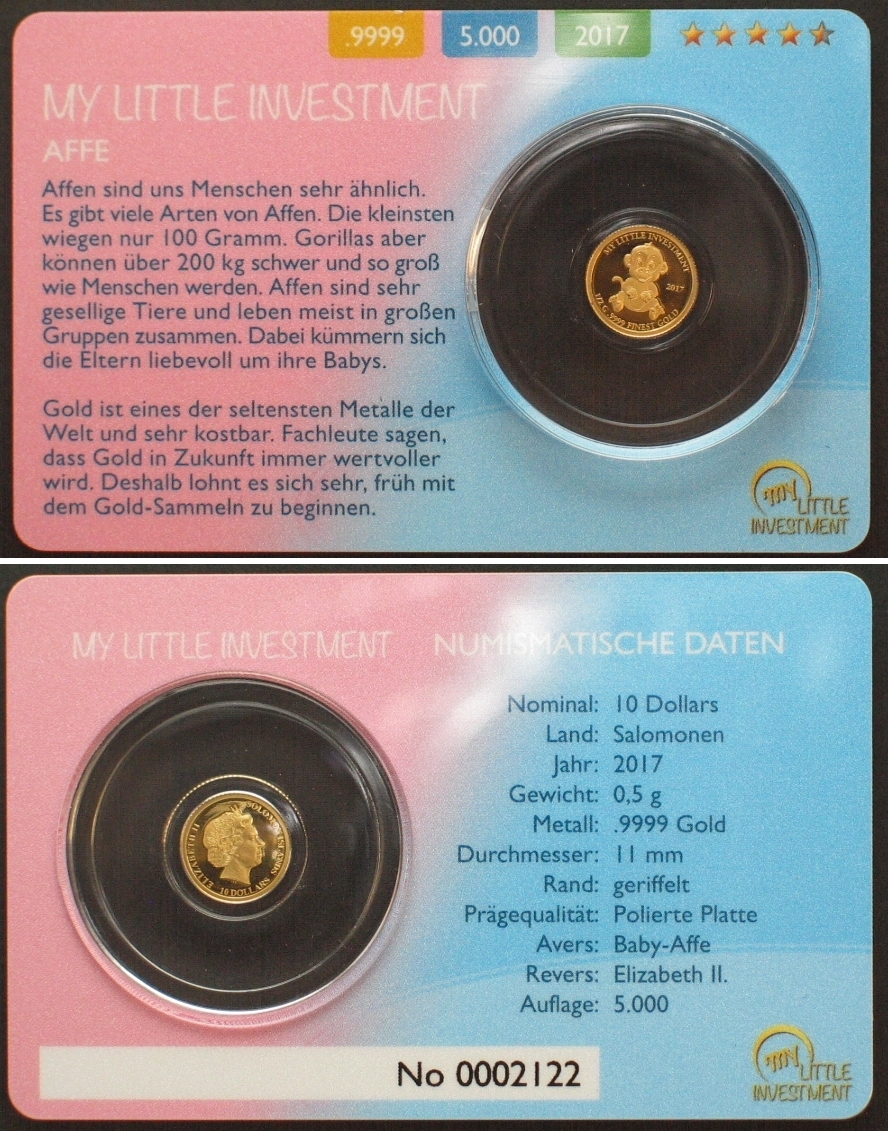 .9999 5.000 2017
MY LITTLE INVESTMENT
AFFE
Affen sind uns Menschen sehr ähnlich.
Es gibt viele Arten von Affen. Die kleinsten
wiegen nur 100 Gramm. Gorillas aber
können über 200 kg schwer und so groß
wie Menschen werden. Affen sind sehr
gesellige Tiere und leben meist in großen
Gruppen zusammen. Dabei kümmern sich
die Eltern liebevoll um ihre Babys.
Gold ist eines der seltensten Metalle der
Welt und sehr kostbar. Fachleute sagen,
dass Gold in Zukunft immer wertvoller
wird. Deshalb lohnt es sich sehr, früh mit
dem Gold-Sammeln zu beginnen.
MY LITTLE INVESTMENT
2017
1/2 G .9999 FINEST GOLD
MY LITTLE
INVESTMENT
MY LITTLE INVESTMENT
ELIZABETH II SOLOMON ISLANDS
10 DOLLARS
NUMISMATISCHE DATEN
Nominal: 10 Dollars
Land: Salomonen
Jahr: 2017
Gewicht: 0,5 g
Metall: .9999 Gold
Durchmesser: 11 mm
Rand: geriffelt
Prägequalität: Polierte Platte
Avers: Baby-Affe
Revers: Elizabeth II.
Auflage: 5.000
No 0002122
MY LITTLE
INVESTMENT